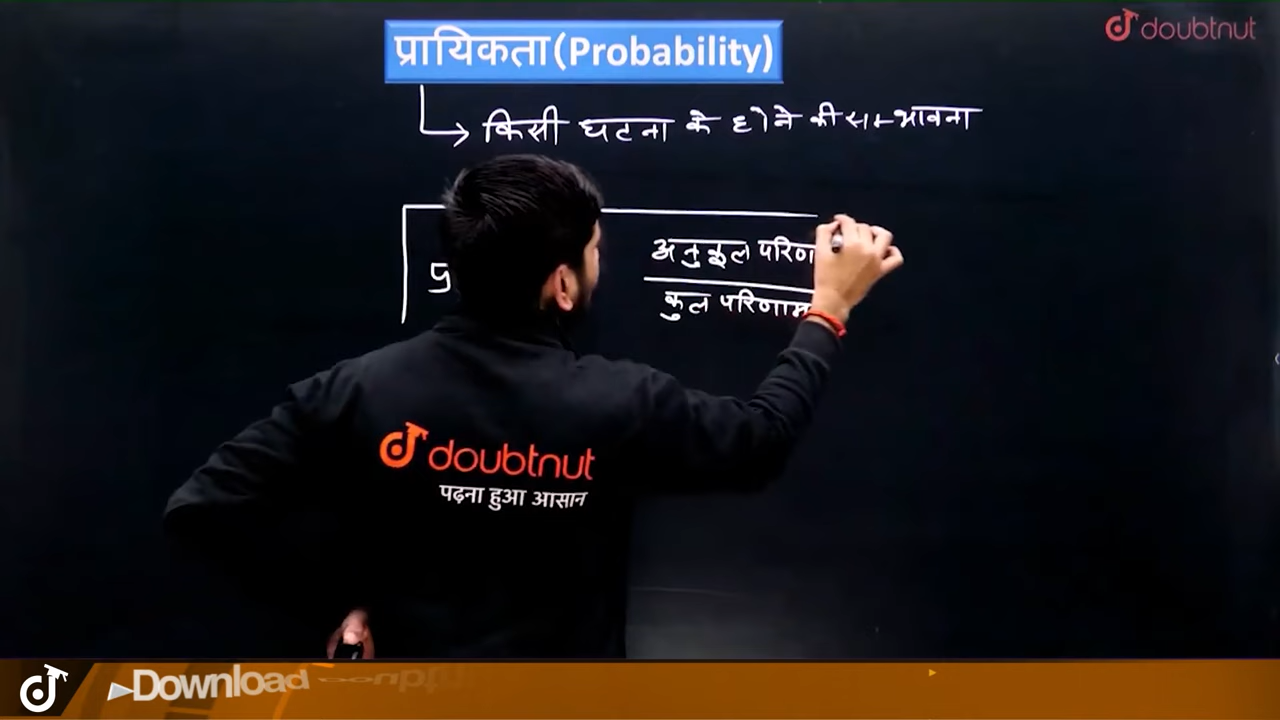 प्रायिकता(Probability)
doubtnut
किसी घटना के होने की सम्भावना
अनुकूल परिणा
प्र
कुल परिणाम
doubtnut
पढ़ना हुआ आसान
Download